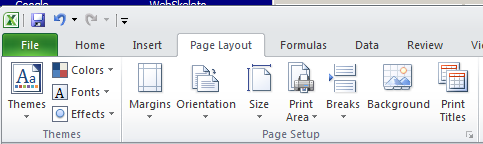 File Home Insert Page Layout Formulas Data Review
Colors
Fonts
Effects
Themes Margins Orientation Size Print Area Breaks Background Print Titles
Themes Page Setup